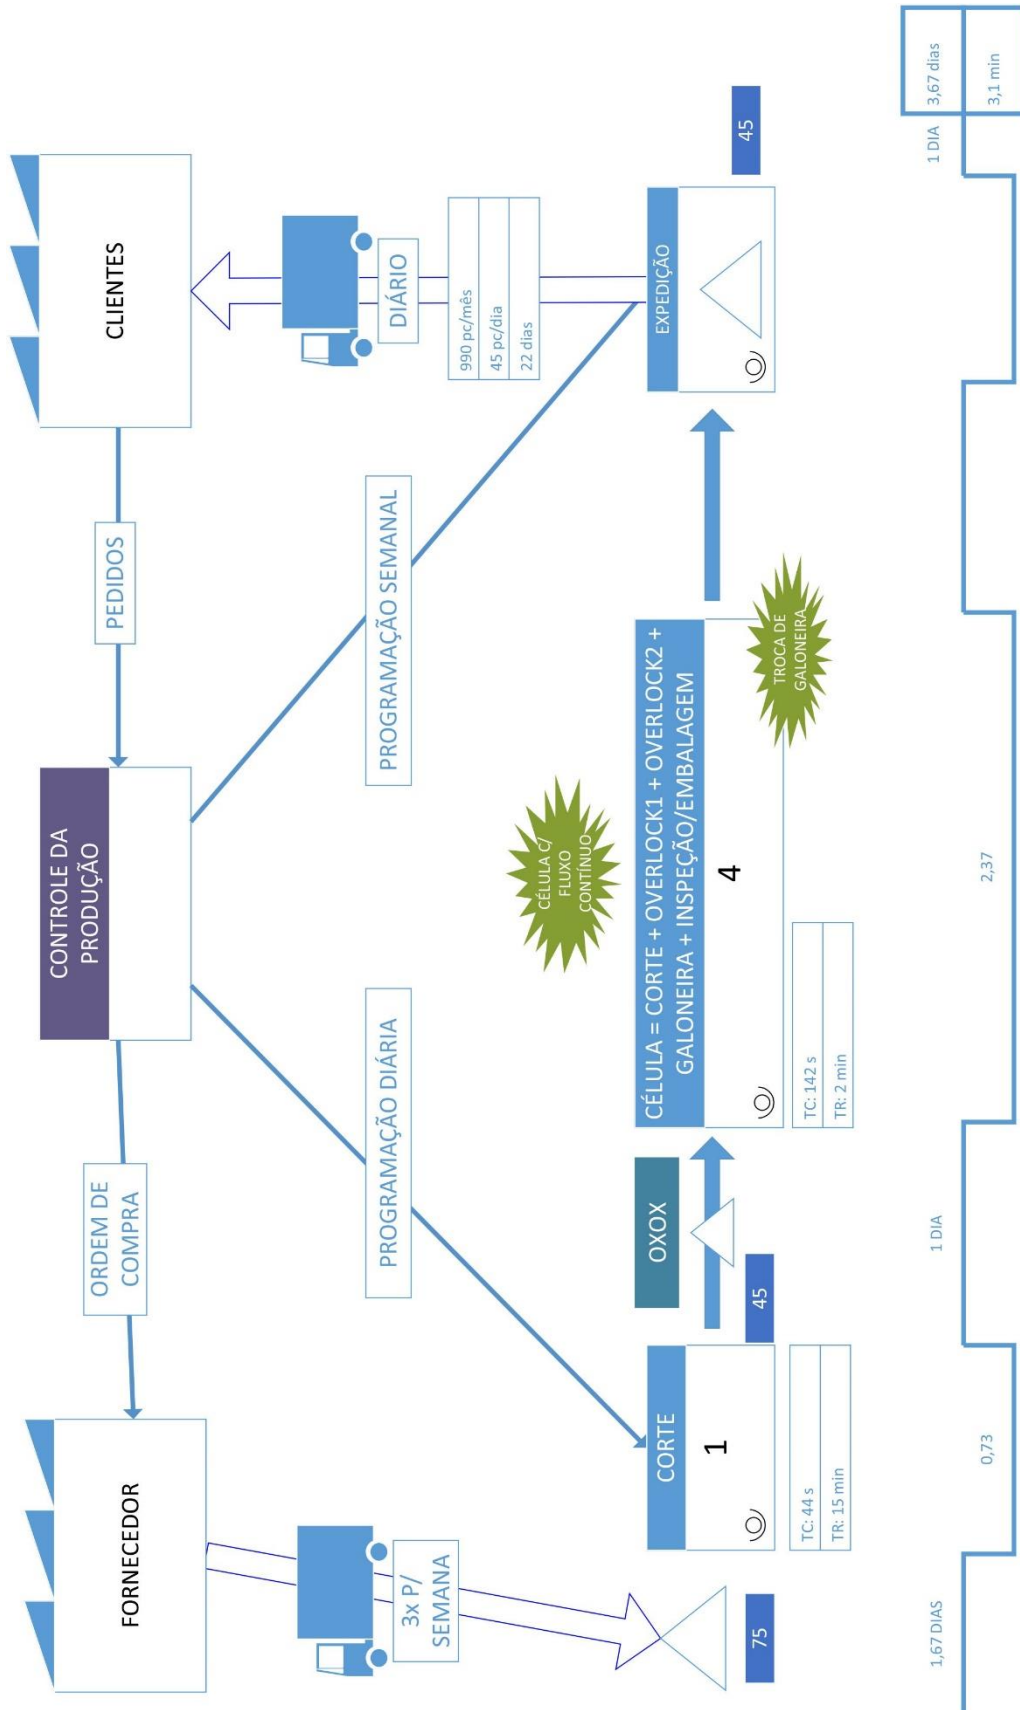 FORNECEDOR
ORDEM DE
COMPRA
CONTROLE DA
PRODUÇÃO
PEDIDOS
CLIENTES
3x P/
SEMANA
PROGRAMAÇÃO DIÁRIA
PROGRAMAÇÃO SEMANAL
DIÁRIO
990 pc/mês
45 pc/dia
22 dias
CÉLULA C/
FLUXO
CONTÍNUO
75
CORTE
1
TC: 44 s
TR: 15 min
OXOX
45
CÉLULA = CORTE + OVERLOCK1 + OVERLOCK2 +
GALONEIRA + INSPEÇÃO/EMBALAGEM
4
TC: 142 s
TR: 2 min
TROCA DE
GALONEIRA
EXPEDIÇÃO
45
1,67 DIAS
0,73
1 DIA
2,37
1 DIA
3,67 dias
3,1 min